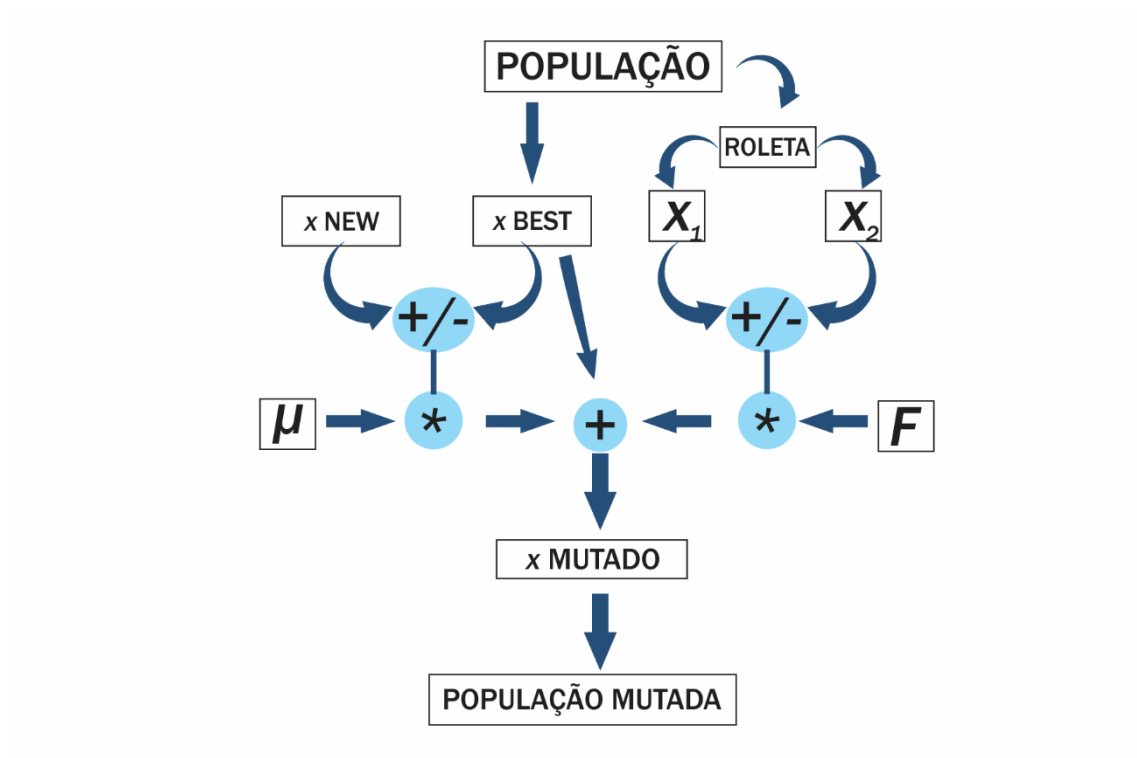 POPULAÇÃO
ROLETA
x NEW
x BEST
X1
X2
+/-
+/-
μ
*
+
*
F
x MUTADO
POPULAÇÃO MUTADA